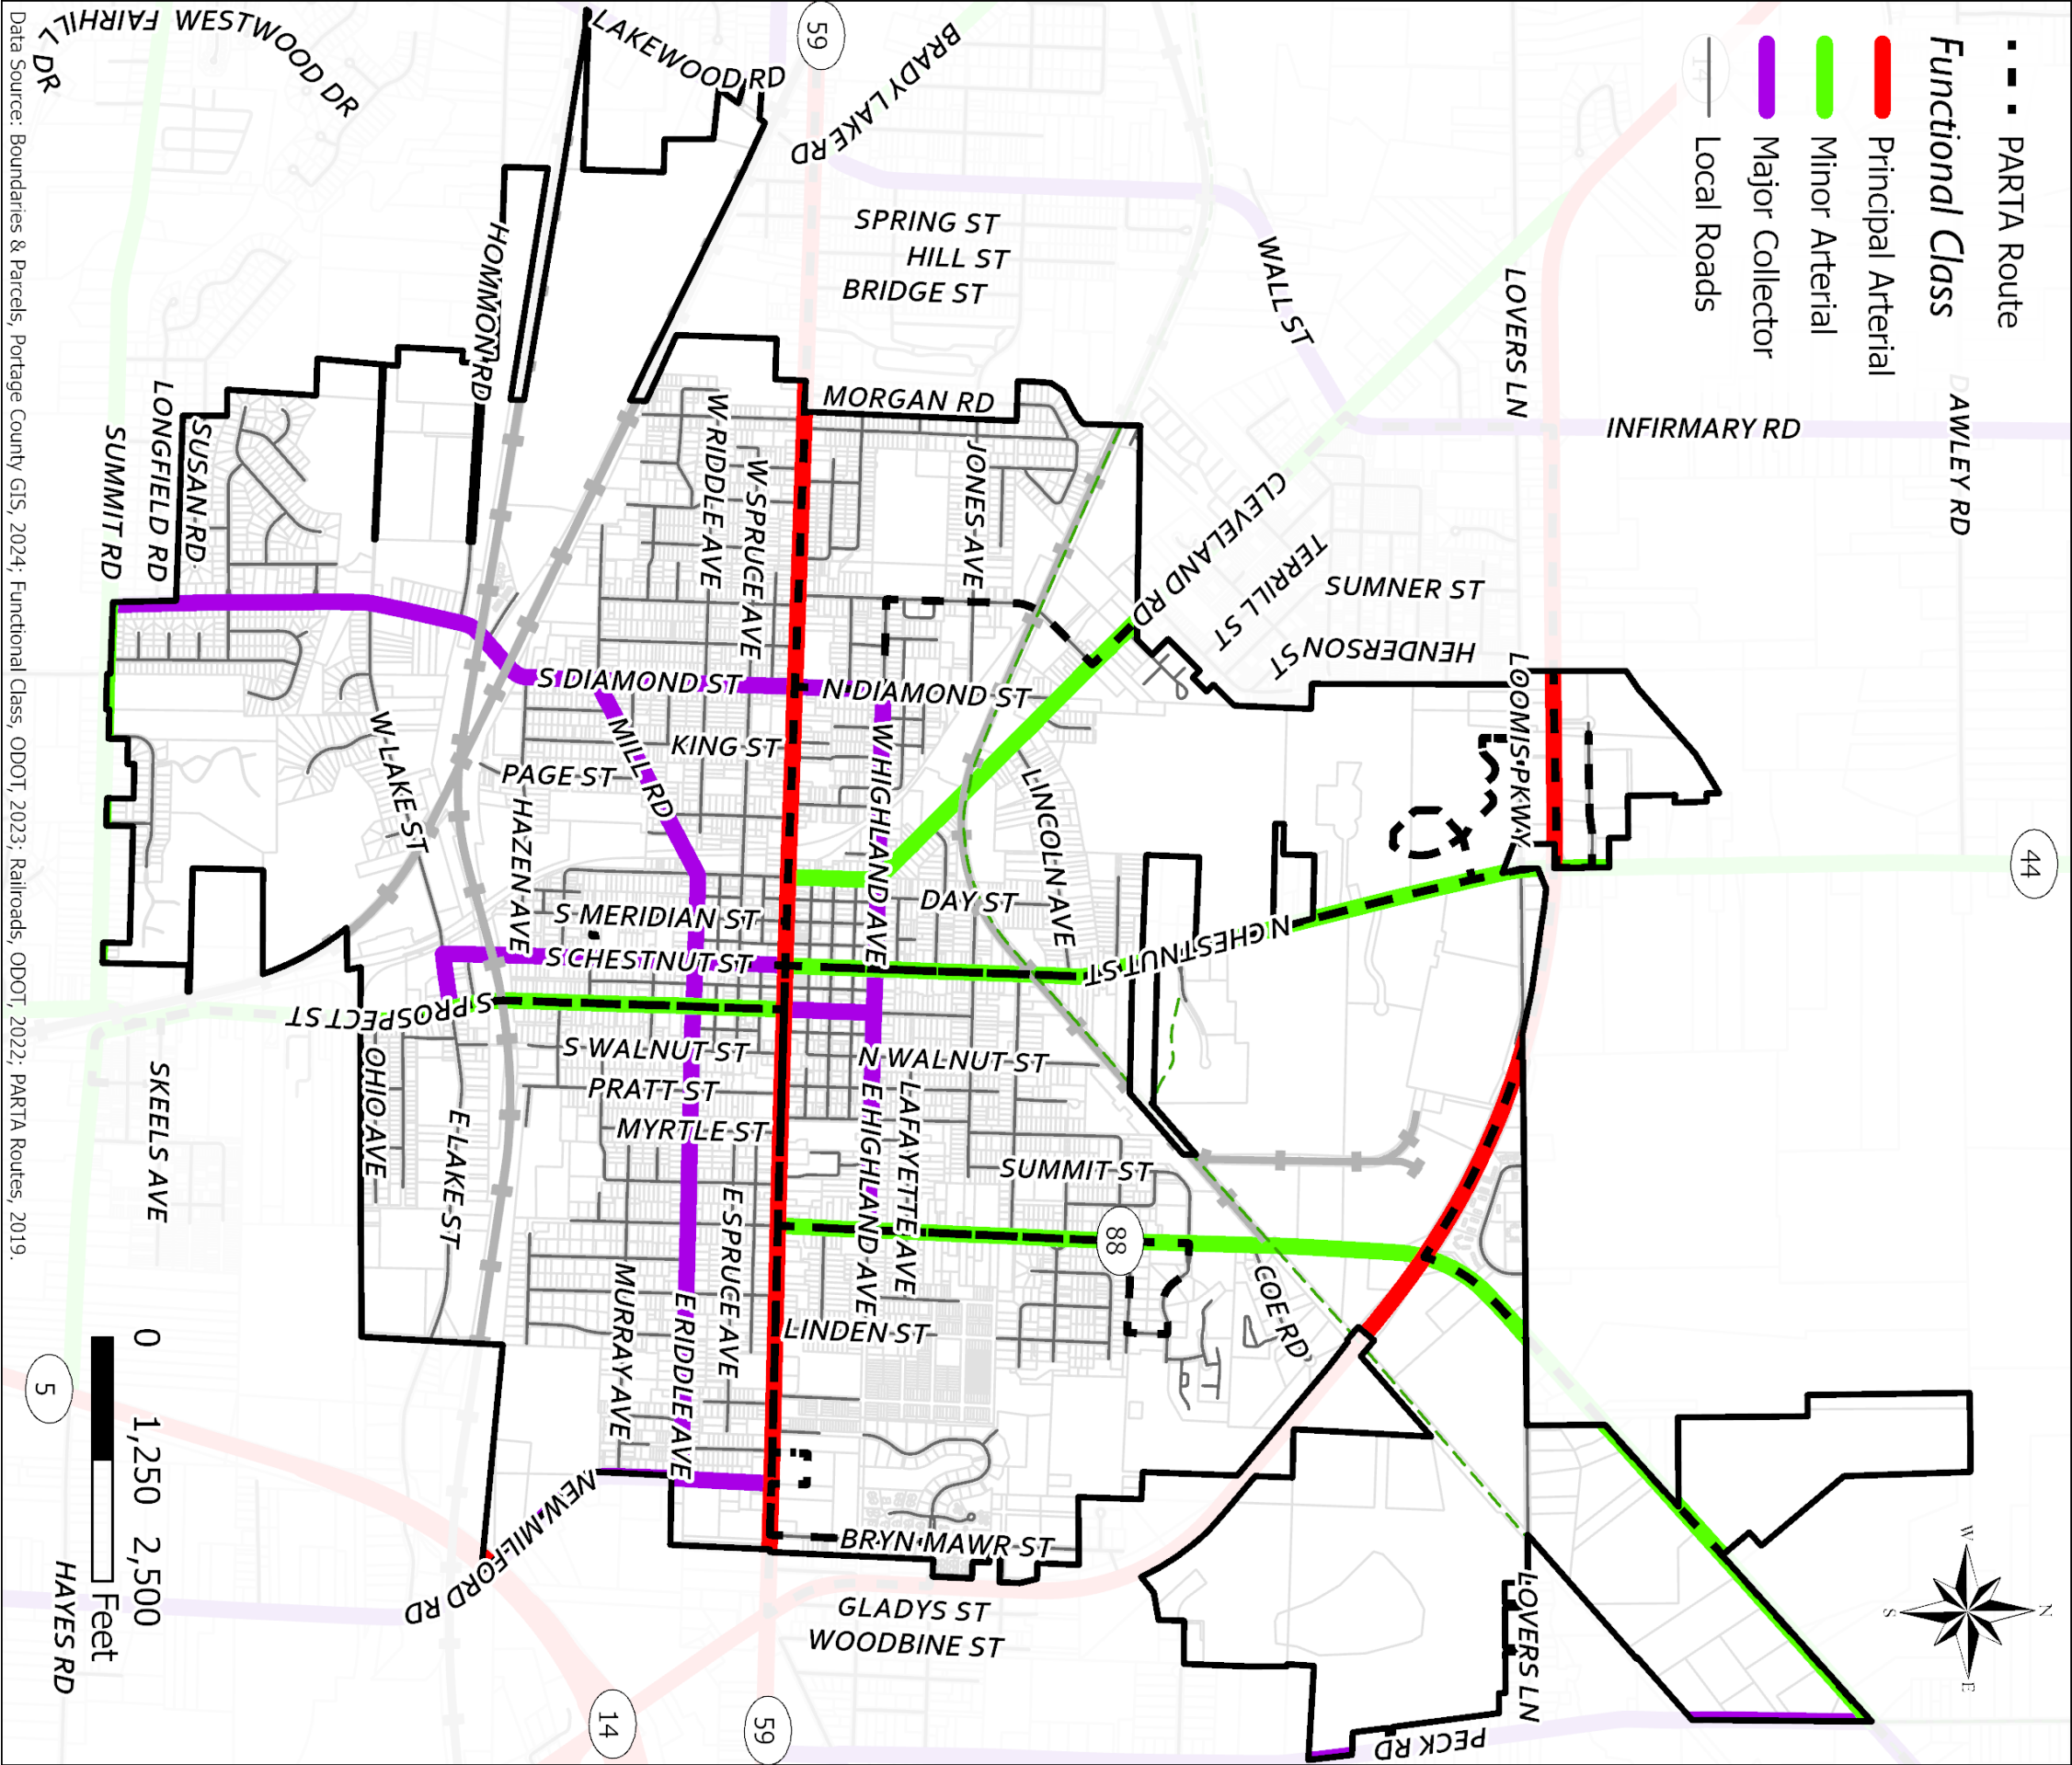 PARTA Route
Functional Class
Principal Arterial
Minor Arterial
Major Collector
Local Roads
14
59
44
88
5
14
59
LAKEWOOD RD
BRADY LAKE RD
FAIRHILL DR
WESTWOOD DR
SPRING ST
HILL ST
BRIDGE ST
WALL ST
LOVERS LN
INFIRMARY RD
DAWLEY RD
HOMMON RD
MORGAN RD
W RIDDLE AVE
W SPRUCE AVE
JONES AVE
CLEVELAND RD
TERRILL ST
SUMNER ST
HENDERSON ST
LOOMIS PKWY
SUMMIT RD
LONGFIELD RD
SUSAN RD
S DIAMOND ST
N DIAMOND ST
MILL RD
KING ST
PAGE ST
W LAKE ST
HAZEN AVE
W HIGHLAND AVE
LINCOLN AVE
DAY ST
S MERIDIAN ST
S CHESTNUT ST
N CHESTNUT ST
S PROSPECT ST
S WALNUT ST
N WALNUT ST
PRATT ST
MYRTLE ST
OHIO AVE
E LAKE ST
SKEELS AVE
E HIGHLAND AVE
LAFAYETTE AVE
SUMMIT ST
E SPRUCE AVE
MURRAY AVE
E RIDDLE AVE
LINDEN ST
COE RD
NEW MILFORD RD
BRYN MAWR ST
GLADYS ST
WOODBINE ST
LOVERS LN
PECK RD
HAYES RD
N
W
E
S
0 1,250 2,500
Feet
Data Source: Boundaries & Parcels, Portage County GIS, 2024; Functional Class, ODOT, 2023; Railroads, ODOT, 2022; PARTA Routes, 2019.